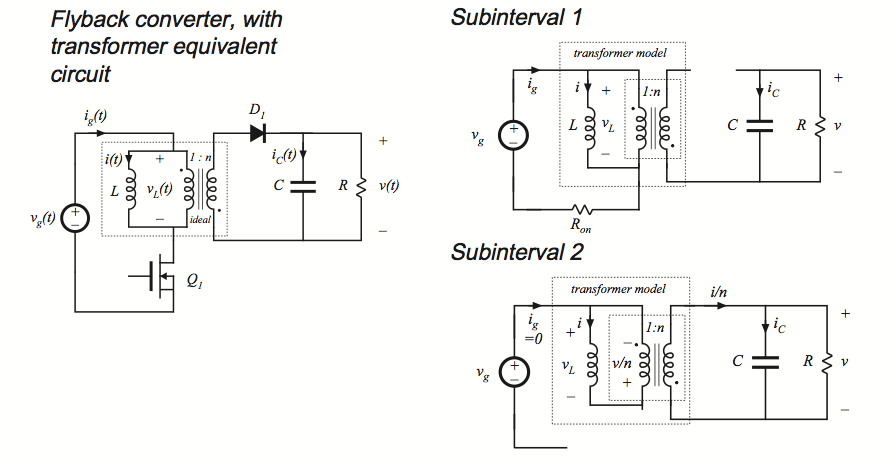 Flyback converter, with
transformer equivalent
circuit
i_g(t)
D_1
i(t)
+
1 : n
i_C(t)
+
L
v_L(t)
C
R
v(t)
v_g(t)
+
–
–
ideal
–
Q_1
Subinterval 1
transformer model
i_g
i
+
1:n
i_C
+
L
v_L
C
R
v
v_g
+
–
–
–
R_on
Subinterval 2
transformer model
i/n
i_g
=0
+
i
1:n
i_C
+
–
v_L
v/n
C
R
v
v_g
+
–
+
–
–